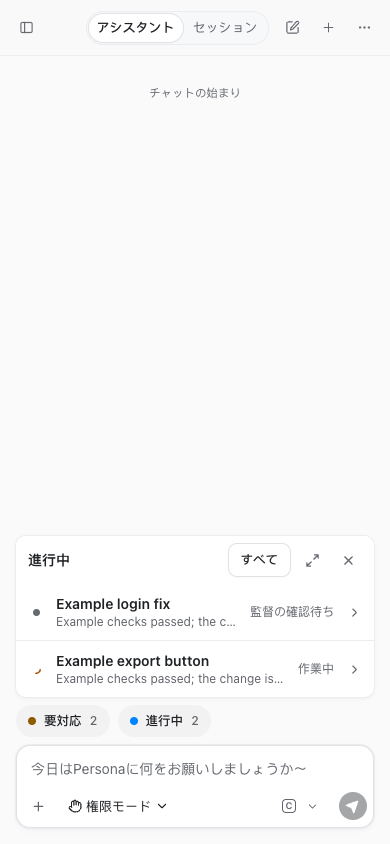 アシスタント セッション
チャットの始まり
進行中 すべて
Example login fix
Example checks passed; the c... 監督の確認待ち
Example export button
Example checks passed; the change is... 作業中
要対応 2 進行中 2
今日はPersonaに何をお願いしましょうか〜
権限モード C